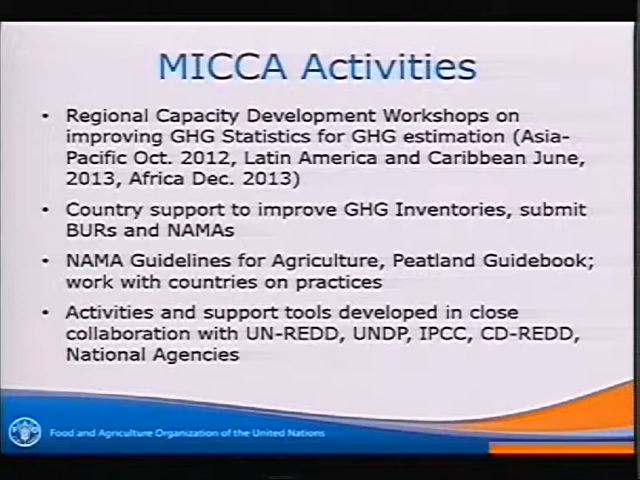 MICCA Activities
• Regional Capacity Development Workshops on
improving GHG Statistics for GHG estimation (Asia-
Pacific Oct. 2012, Latin America and Caribbean June,
2013, Africa Dec. 2013)
• Country support to improve GHG Inventories, submit
BURs and NAMAs
• NAMA Guidelines for Agriculture, Peatland Guidebook;
work with countries on practices
• Activities and support tools developed in close
collaboration with UN-REDD, UNDP, IPCC, CD-REDD,
National Agencies
Food and Agriculture Organization of the United Nations